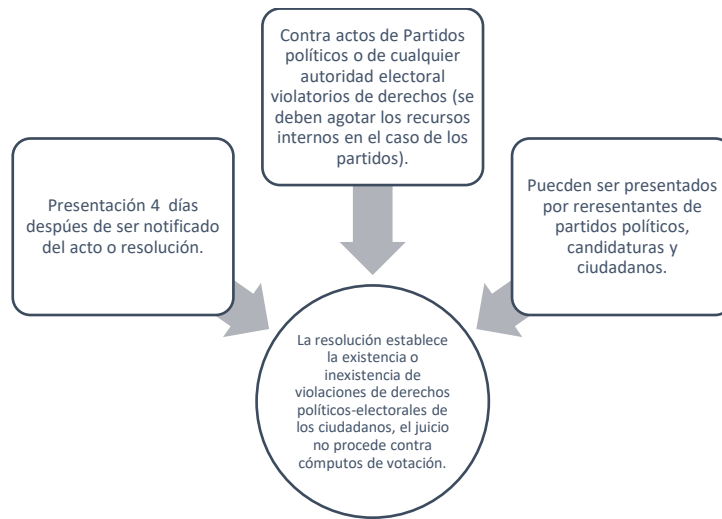 Contra actos de Partidos
políticos o de cualquier
autoridad electoral
violatorios de derechos (se
deben agotar los recursos
internos en el caso de los
partidos).
Presentación 4 días
despúes de ser notificado
del acto o resolución.
Pueden ser presentados
por reresentantes de
partidos políticos,
candidaturas y
ciudadanos.
La resolución establece
la existencia o
inexistencia de
violaciones de derechos
políticos-electorales de
los ciudadanos, el juicio
no procede contra
cómputos de votación.